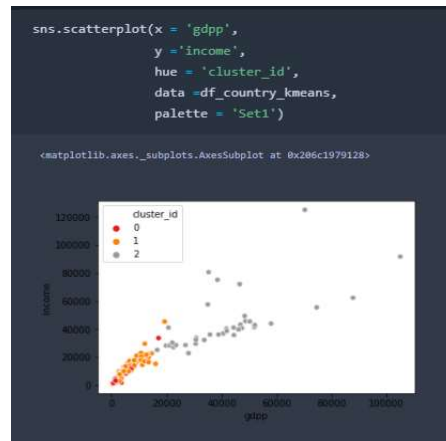 sns.scatterplot(x = 'gdpp',
y ='income',
hue = 'cluster_id',
data =df_country_kmeans,
palette = 'Set1')
<matplotlib.axes._subplots.AxesSubplot at 0x206c1979128>
cluster_id
0
1
2
120000
100000
80000
60000
40000
20000
0
income
0 20000 40000 60000 80000 100000
gdpp